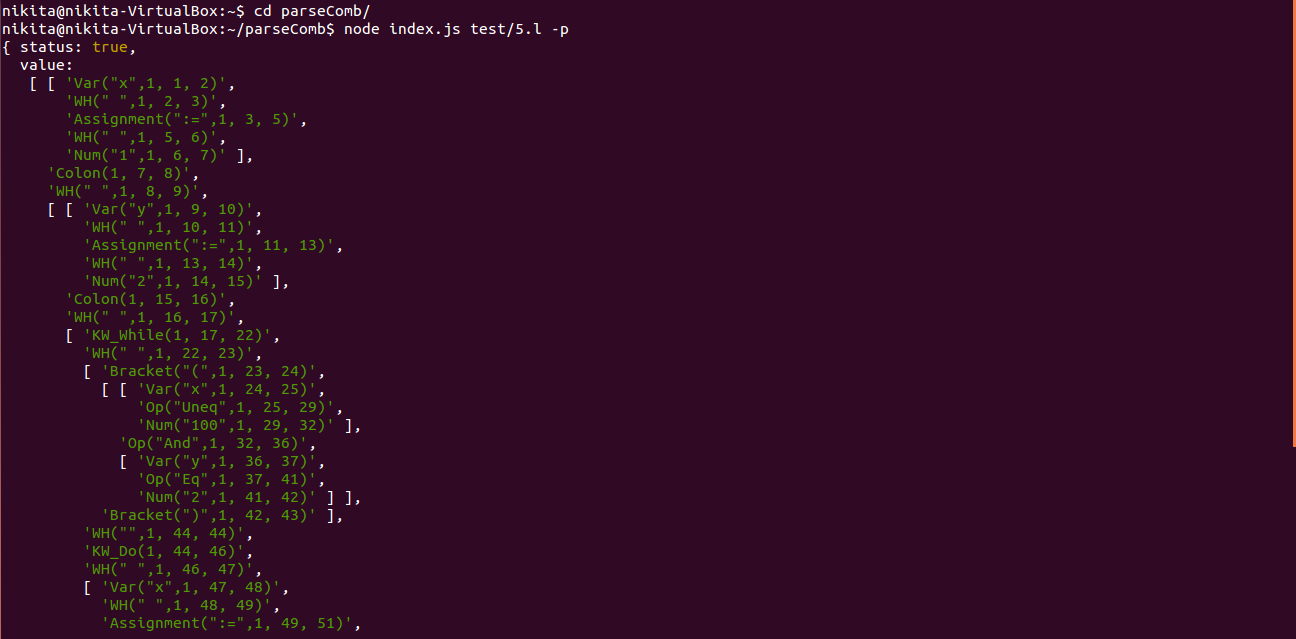 nikita@nikita-VirtualBox:~$ cd parseComb/
nikita@nikita-VirtualBox:~/parseComb$ node index.js test/5.l -p
{ status: true,
  value:
   [ [ 'Var("x",1, 1, 2)',
       'WH(" ",1, 2, 3)',
       'Assignment(":=",1, 3, 5)',
       'WH(" ",1, 5, 6)',
       'Num("1",1, 6, 7)' ],
     'Colon(1, 7, 8)',
     'WH(" ",1, 8, 9)',
     [ [ 'Var("y",1, 9, 10)',
         'WH(" ",1, 10, 11)',
         'Assignment(":=",1, 11, 13)',
         'WH(" ",1, 13, 14)',
         'Num("2",1, 14, 15)' ],
       'Colon(1, 15, 16)',
       'WH(" ",1, 16, 17)',
       [ 'KW_While(1, 17, 22)',
         'WH(" ",1, 22, 23)',
         [ 'Bracket("(",1, 23, 24)',
           [ [ 'Var("x",1, 24, 25)',
               'Op("Uneq",1, 25, 29)',
               'Num("100",1, 29, 32)' ],
             'Op("And",1, 32, 36)',
             [ 'Var("y",1, 36, 37)',
               'Op("Eq",1, 37, 41)',
               'Num("2",1, 41, 42)' ] ],
           'Bracket(")",1, 42, 43)' ],
         'WH("",1, 44, 44)',
         'KW_Do(1, 44, 46)',
         'WH(" ",1, 46, 47)',
         [ 'Var("x",1, 47, 48)',
           'WH(" ",1, 48, 49)',
           'Assignment(":=",1, 49, 51)',